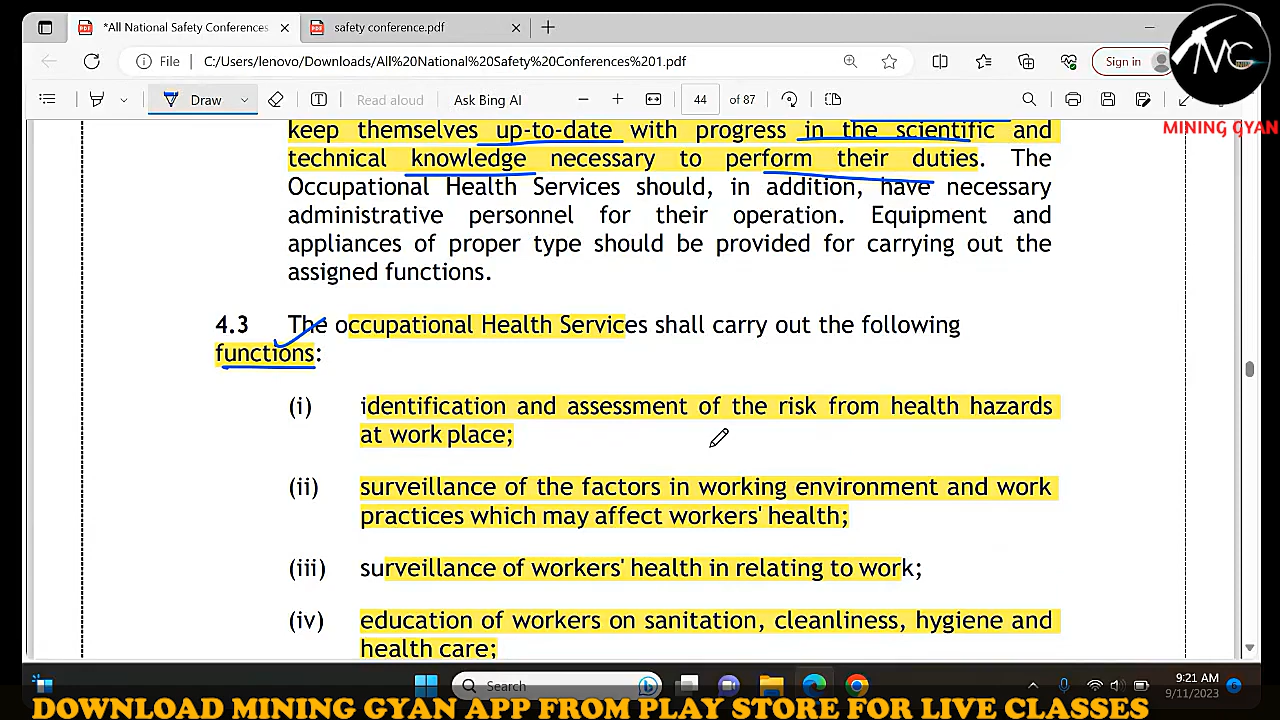 *All National Safety Conferences
safety conference.pdf
File
C:/Users/lenovo/Downloads/All%20National%20Safety%20Conferences%201.pdf
Sign in
Draw
Read aloud
Ask Bing AI
44 of 87
MC
MINING GYAN
keep themselves up-to-date with progress in the scientific and
technical knowledge necessary to perform their duties. The
Occupational Health Services should, in addition, have necessary
administrative personnel for their operation. Equipment and
appliances of proper type should be provided for carrying out the
assigned functions.
4.3 The occupational Health Services shall carry out the following
functions:
(i) identification and assessment of the risk from health hazards
at work place;
(ii) surveillance of the factors in working environment and work
practices which may affect workers' health;
(iii) surveillance of workers' health in relating to work;
(iv) education of workers on sanitation, cleanliness, hygiene and
health care;
Search
9:21 AM
9/11/2023
6
DOWNLOAD MINING GYAN APP FROM PLAY STORE FOR LIVE CLASSES